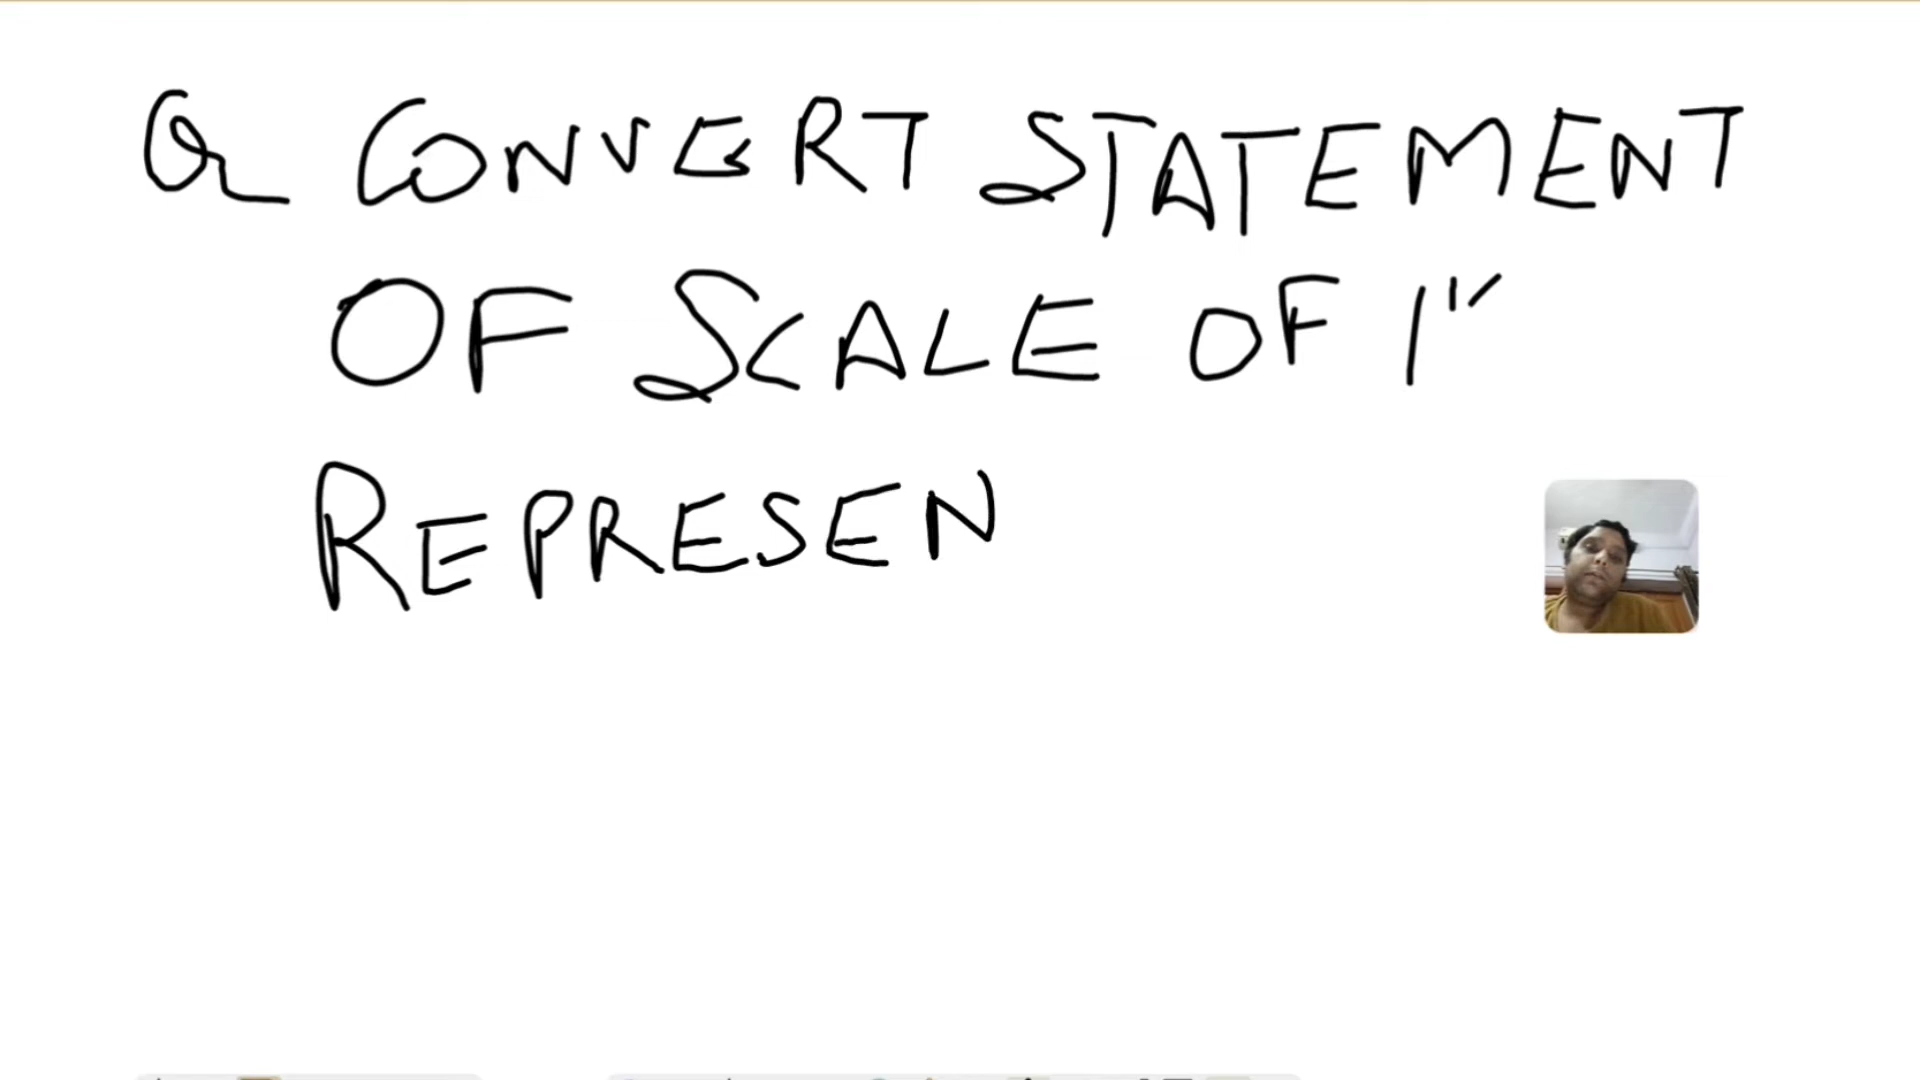 Q CONVERT STATEMENT
OF SCALE OF 1"
REPRESEN